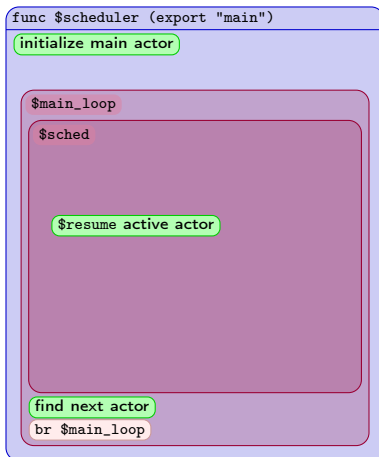 func $scheduler (export "main")
initialize main actor
$main_loop
$sched
$resume active actor
find next actor
br $main_loop